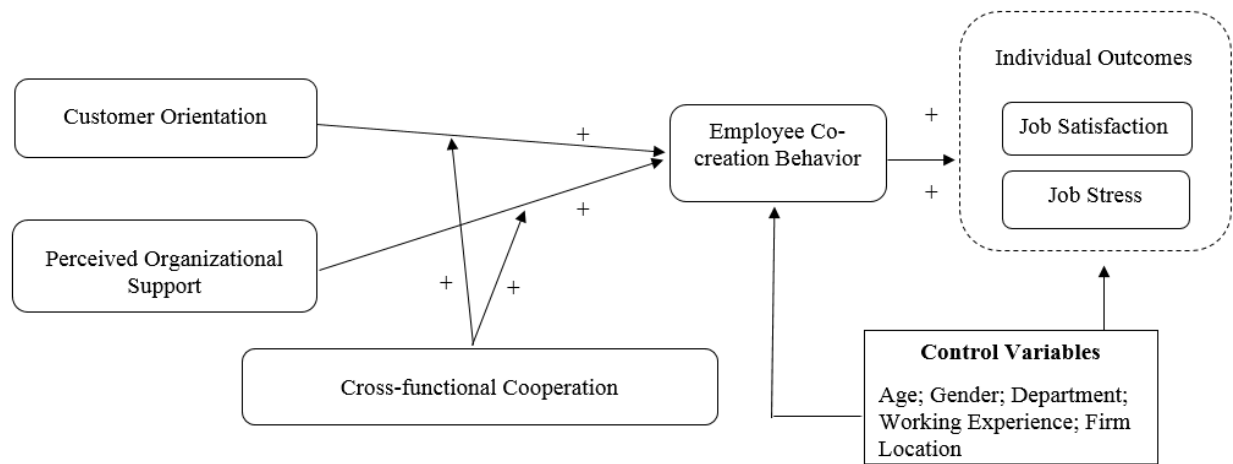 Individual Outcomes
Customer Orientation
Job Satisfaction
Employee Co-
creation Behavior
+
+
Job Stress
+
+
Perceived Organizational
Support
+
+
Control Variables
Cross-functional Cooperation
Age; Gender; Department;
Working Experience; Firm
Location